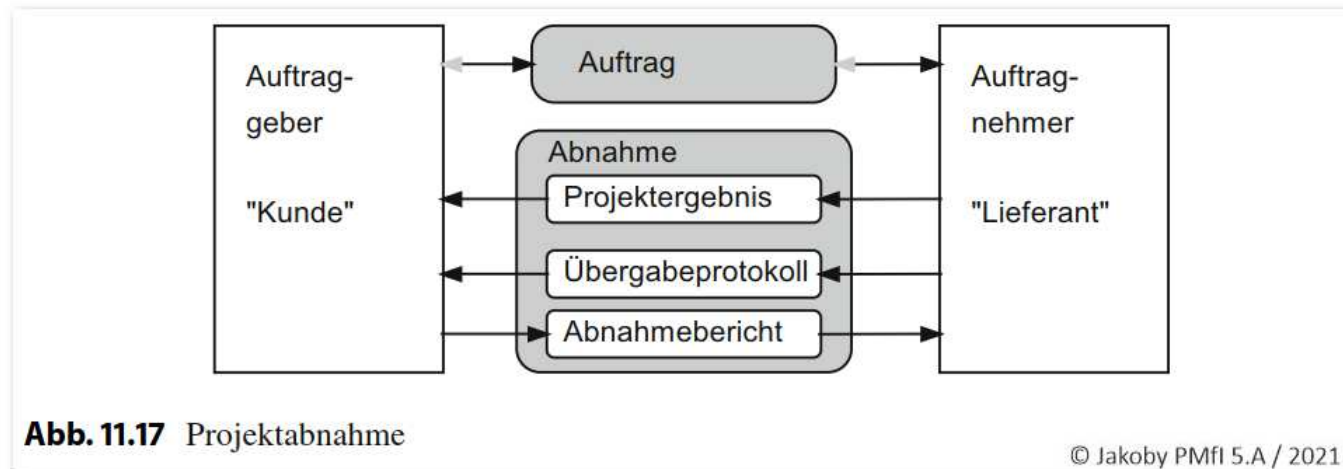 Auftrag-
geber
"Kunde"
Auftrag
Abnahme
Projektergebnis
Übergabeprotokoll
Abnahmebericht
Auftrag-
nehmer
"Lieferant"
Abb. 11.17 Projektabnahme
© Jakoby PMfI 5.A / 2021